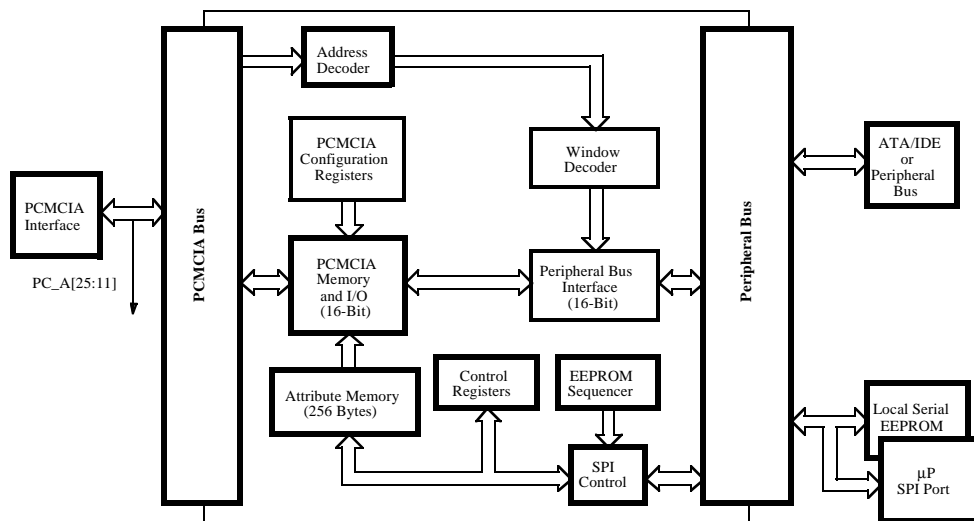 Address
Decoder
PCMCIA
Configuration
Registers
Window
Decoder
ATA/IDE
or
Peripheral
Bus
PCMCIA
Interface
PC_A[25:11]
PCMCIA Bus
PCMCIA
Memory
and I/O
(16-Bit)
Peripheral Bus
Interface
(16-Bit)
Peripheral Bus
Attribute Memory
(256 Bytes)
Control
Registers
EEPROM
Sequencer
SPI
Control
Local Serial
EEPROM
µP
SPI Port